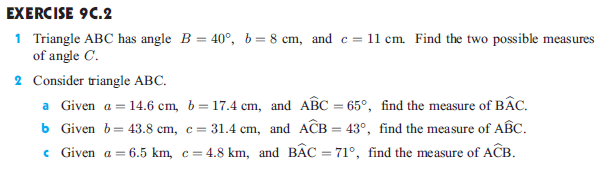 EXERCISE 9C.2
1 Triangle ABC has angle B = 40°, b = 8 cm, and c = 11 cm. Find the two possible measures
of angle C.
2 Consider triangle ABC.
a Given a = 14.6 cm, b = 17.4 cm, and AB̂C = 65°, find the measure of BÂC.
b Given b = 43.8 cm, c = 31.4 cm, and AĈB = 43°, find the measure of AB̂C.
c Given a = 6.5 km, c = 4.8 km, and BÂC = 71°, find the measure of AĈB.